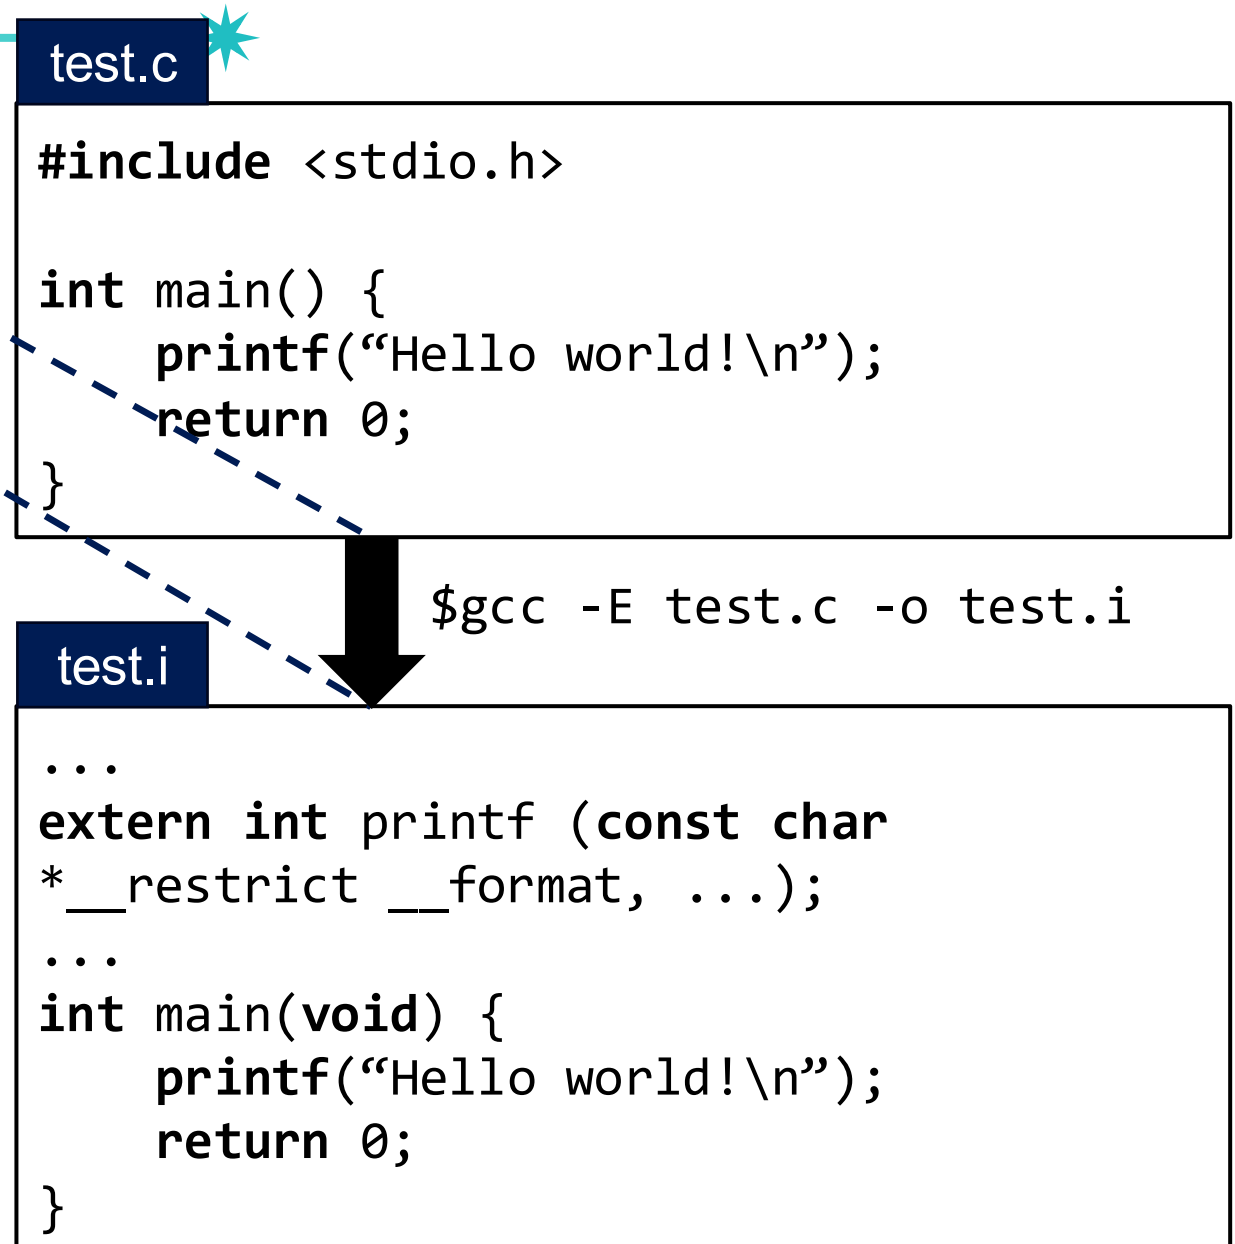 test.c
#include <stdio.h>
int main() {
    printf(“Hello world!\n”);
    return 0;
}
$gcc -E test.c -o test.i
test.i
...
extern int printf (const char
*__restrict __format, ...);
...
int main(void) {
    printf(“Hello world!\n”);
    return 0;
}